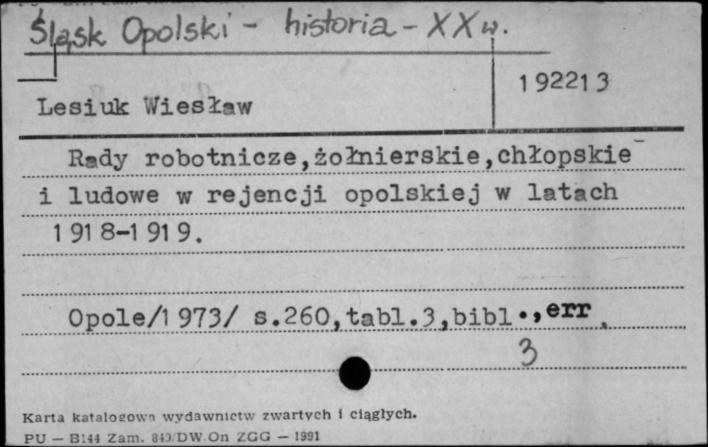 Śląsk Opolski - historia - XX w.
192213
Lesiuk Wiesław
Rady robotnicze,żołnierskie,chłopskie
i ludowe w rejencji opolskiej w latach
1918-1919.
Opole/1973/ s.260,tabl.3,bibl.,err.
3
Karta katalogowa wydawnictw zwartych i ciągłych.
PU — B144 Zam. 840/DW.On ZGG — 1991